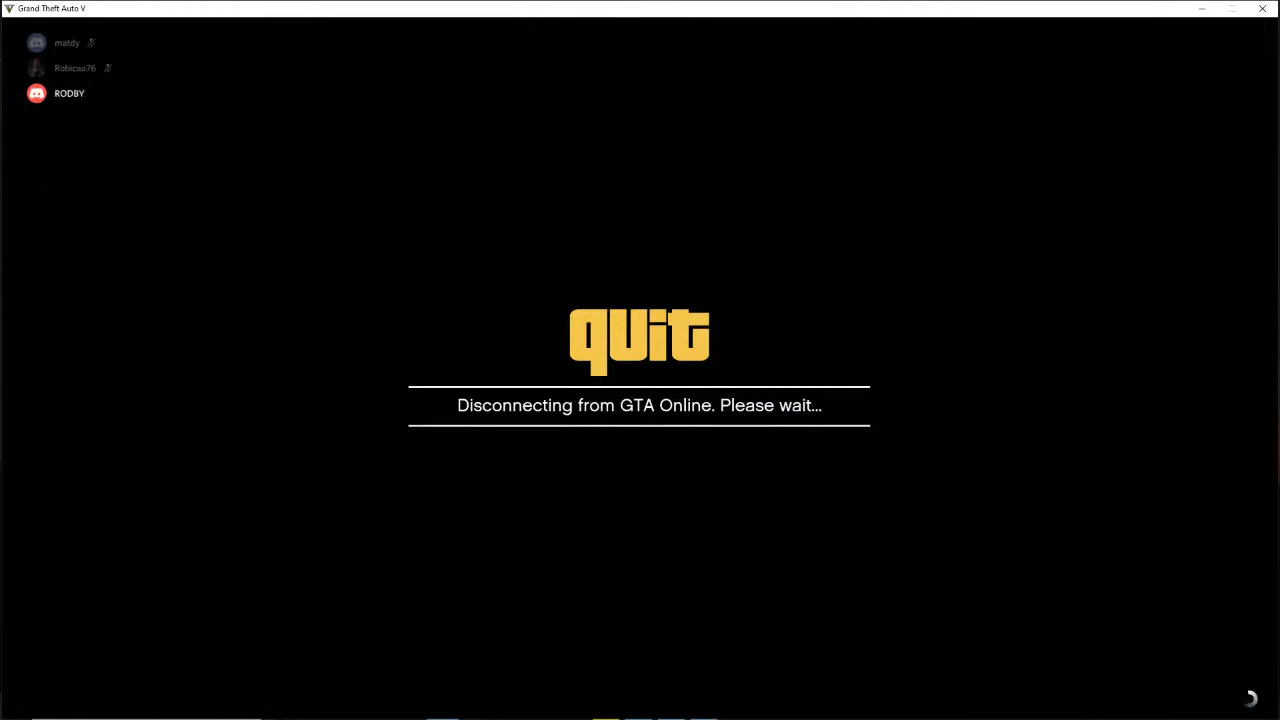 Grand Theft Auto V
matdy
Robicaa76
RODBY
quit
Disconnecting from GTA Online. Please wait...